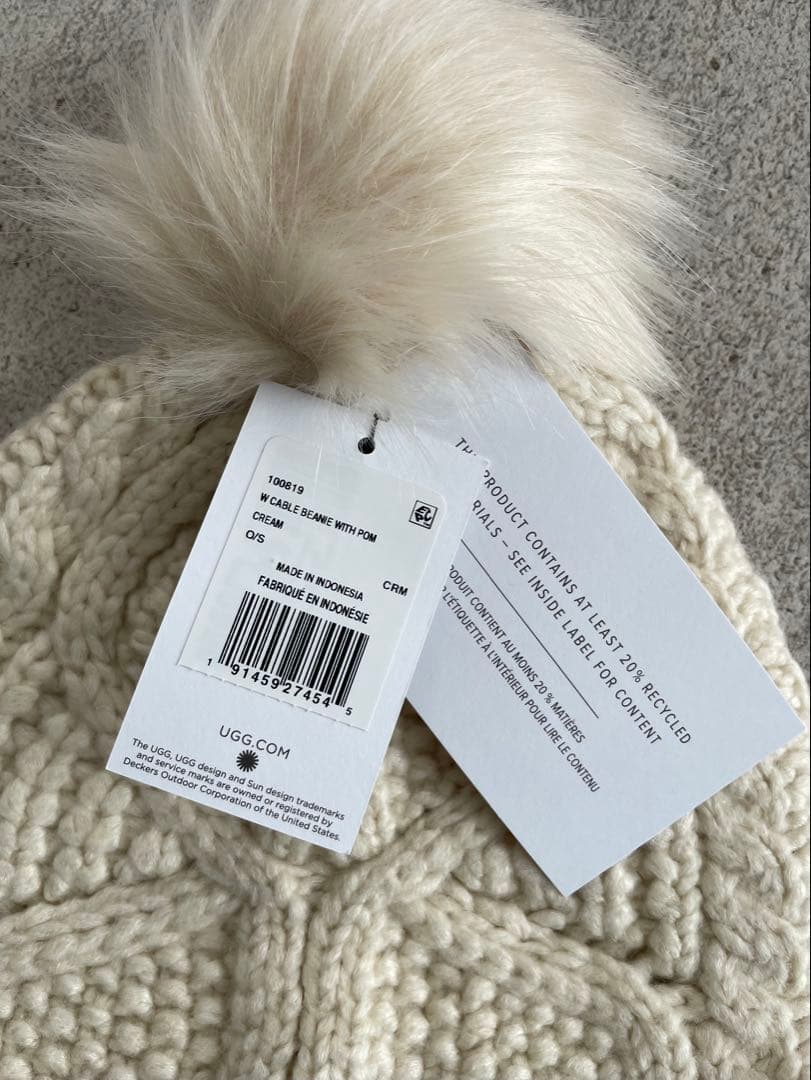 100819
W CABLE BEANIE WITH POM
CREAM
O/S
CRM
MADE IN INDONESIA
FABRIQUÉ EN INDONÉSIE
1 91459 27454 5
UGG.COM
The UGG, UGG design and Sun design trademarks
and service marks are owned or registered by
Deckers Outdoor Corporation of the United States.
PRODUCT CONTAINS AT LEAST 20% RECYCLED
– SEE INSIDE LABEL FOR CONTENT
CONTIENT AU MOINS 20 % MATIÈRES
L'ÉTIQUETTE À L'INTÉRIEUR POUR LIRE LE CONTENU